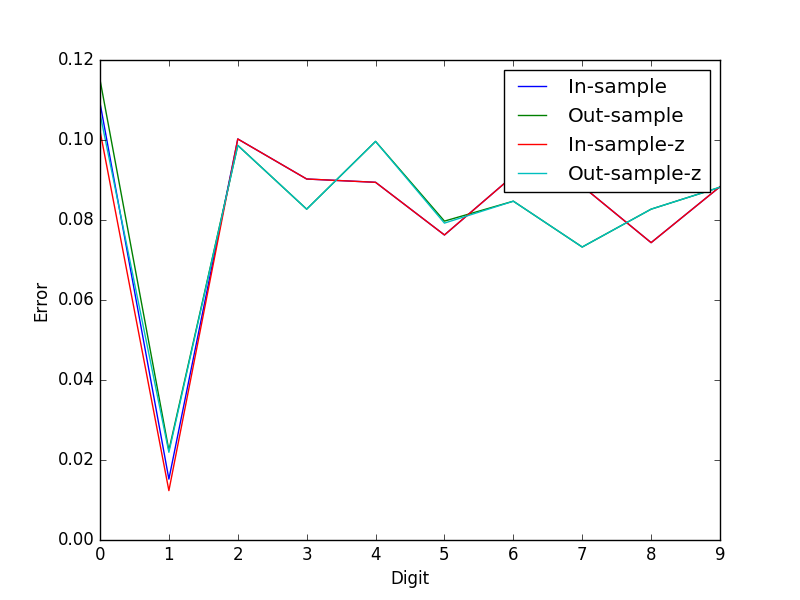 0.12
0.10
0.08
0.06
0.04
0.02
0.00
Error
In-sample
Out-sample
In-sample-z
Out-sample-z
0 1 2 3 4 5 6 7 8 9
Digit